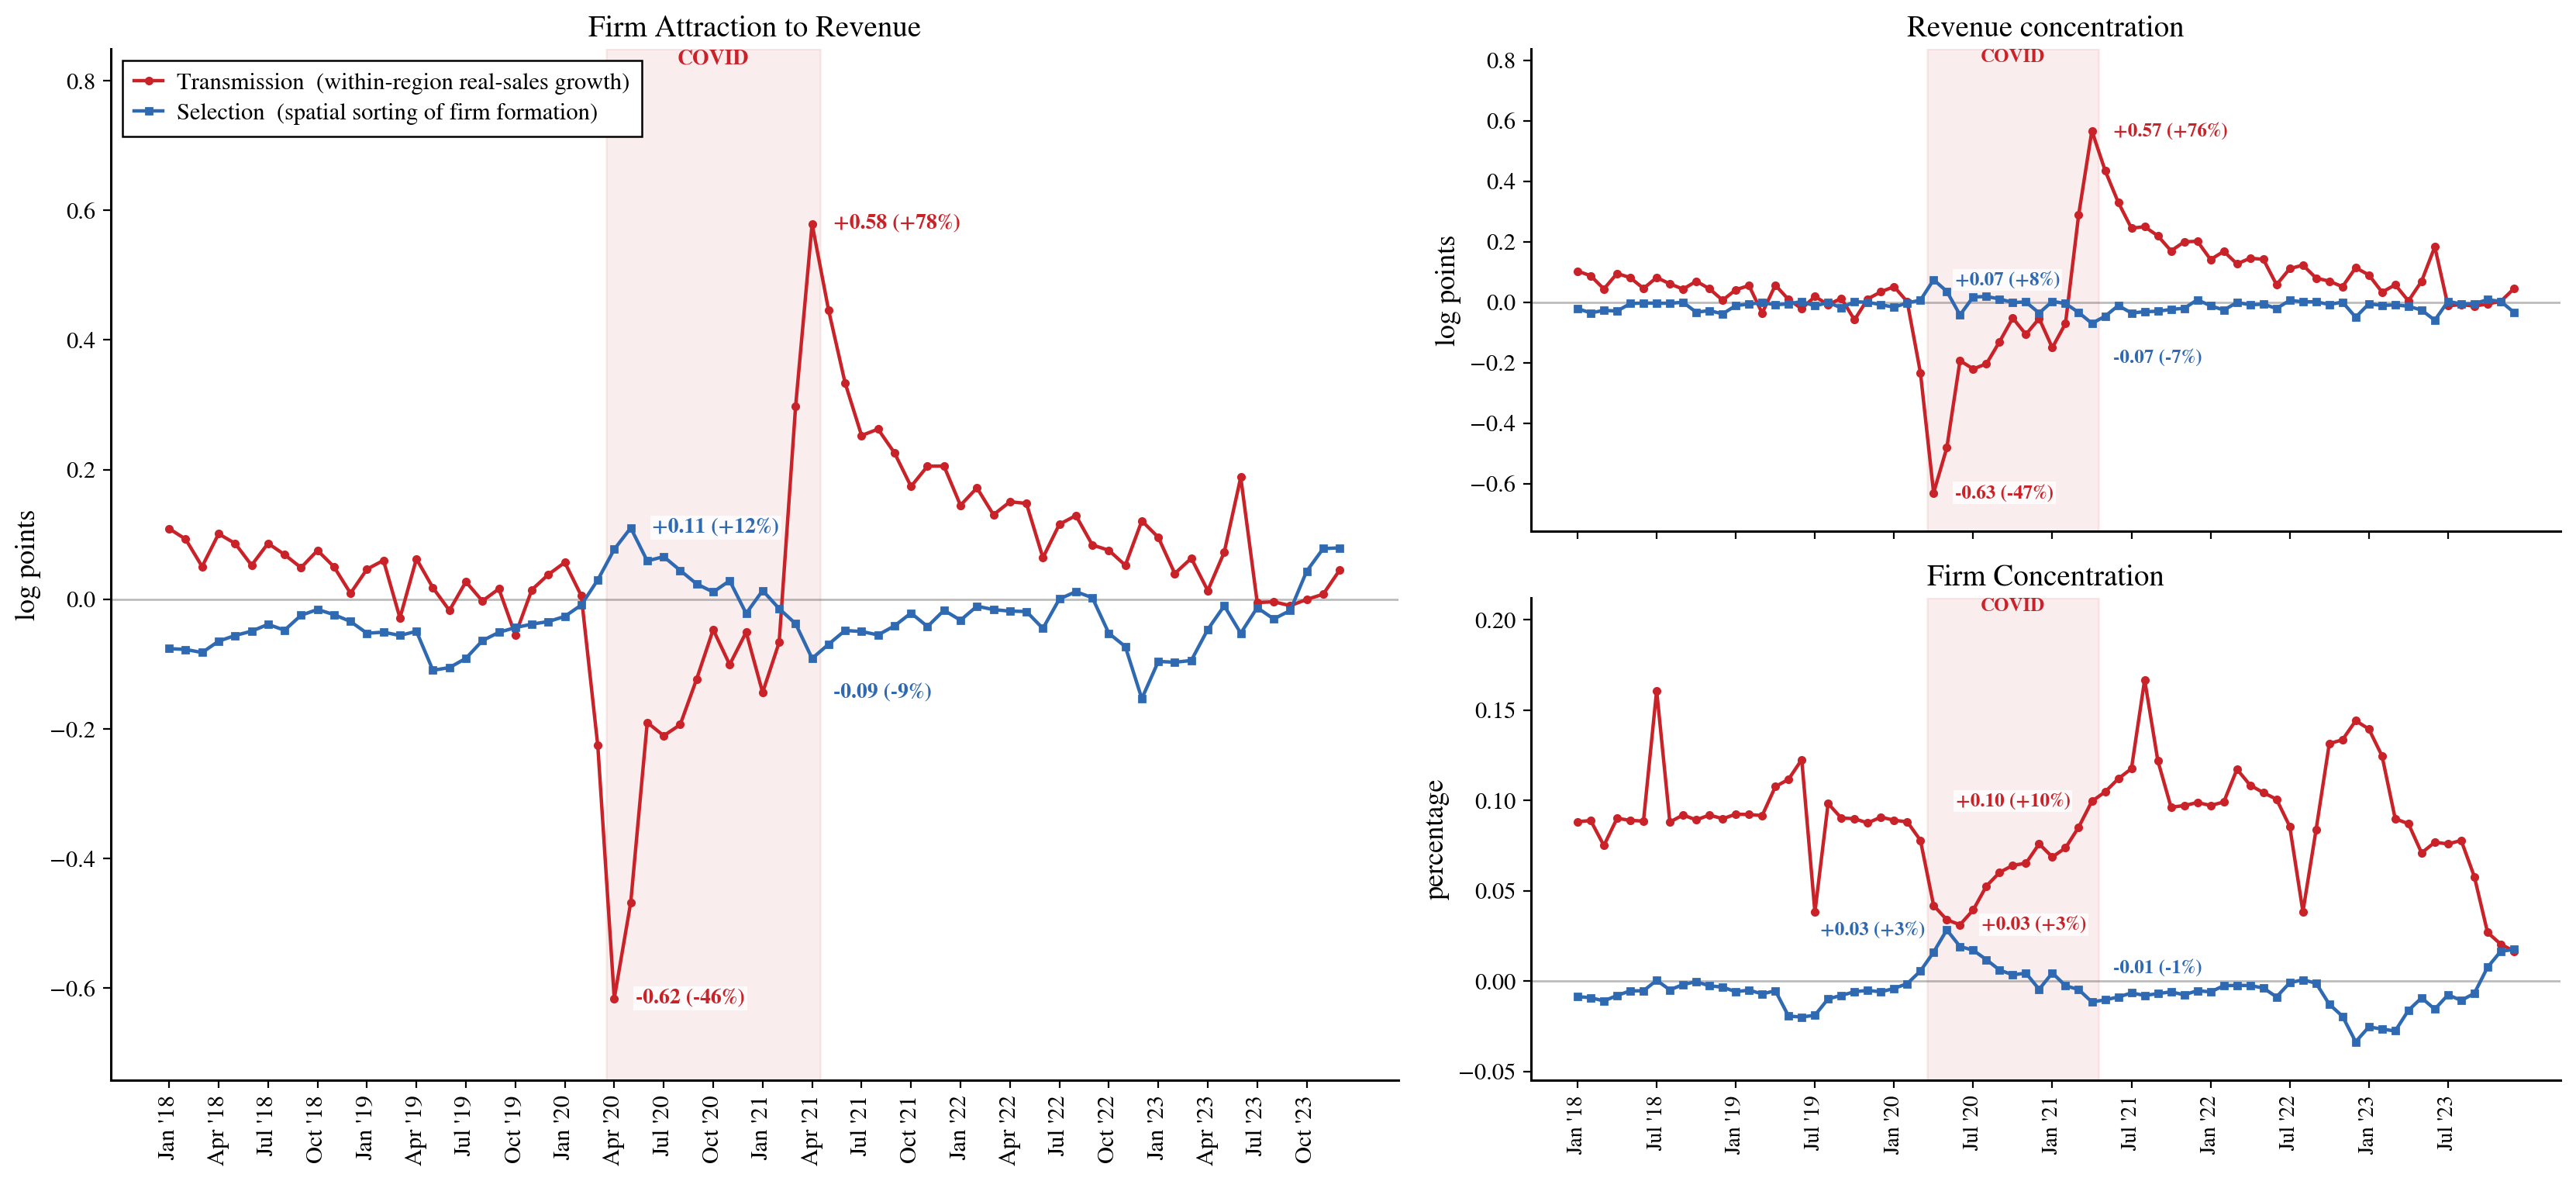 Firm Attraction to Revenue
COVID
Transmission  (within-region real-sales growth)
Selection  (spatial sorting of firm formation)
log points
0.8
0.6
0.4
0.2
0.0
−0.2
−0.4
−0.6
+0.58 (+78%)
+0.11 (+12%)
-0.09 (-9%)
-0.62 (-46%)
Jan '18
Apr '18
Jul '18
Oct '18
Jan '19
Apr '19
Jul '19
Oct '19
Jan '20
Apr '20
Jul '20
Oct '20
Jan '21
Apr '21
Jul '21
Oct '21
Jan '22
Apr '22
Jul '22
Oct '22
Jan '23
Apr '23
Jul '23
Oct '23
Revenue concentration
COVID
log points
0.8
0.6
0.4
0.2
0.0
−0.2
−0.4
−0.6
+0.57 (+76%)
+0.07 (+8%)
-0.07 (-7%)
-0.63 (-47%)
Firm Concentration
COVID
percentage
0.20
0.15
0.10
0.05
0.00
−0.05
+0.10 (+10%)
+0.03 (+3%)
+0.03 (+3%)
-0.01 (-1%)
Jan '18
Jul '18
Jan '19
Jul '19
Jan '20
Jul '20
Jan '21
Jul '21
Jan '22
Jul '22
Jan '23
Jul '23